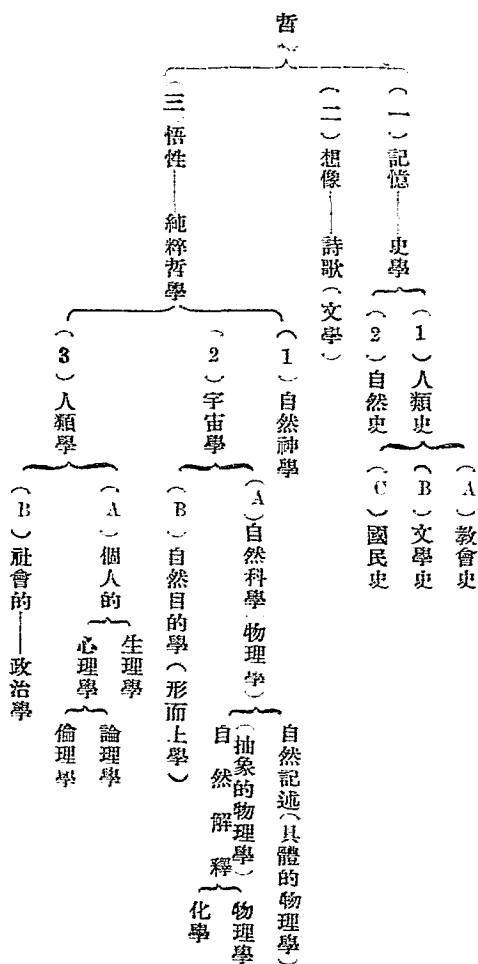 哲
(一)記憶——史學
(1)人類史
(A)教會史
(B)文學史
(C)國民史
(2)自然史
(二)想像——詩歌(文學)
(三)悟性——純粹哲學
(1)自然神學
(2)宇宙學
(A)自然科學(物理学)
自然記述(具體的物理學)
(抽象的物理學)
自然解釋
物理學
化學
(B)自然目的學(形而上學)
(3)人類學
(A)個人的
生理學
心理學
論理學
倫理學
(B)社會的——政治學